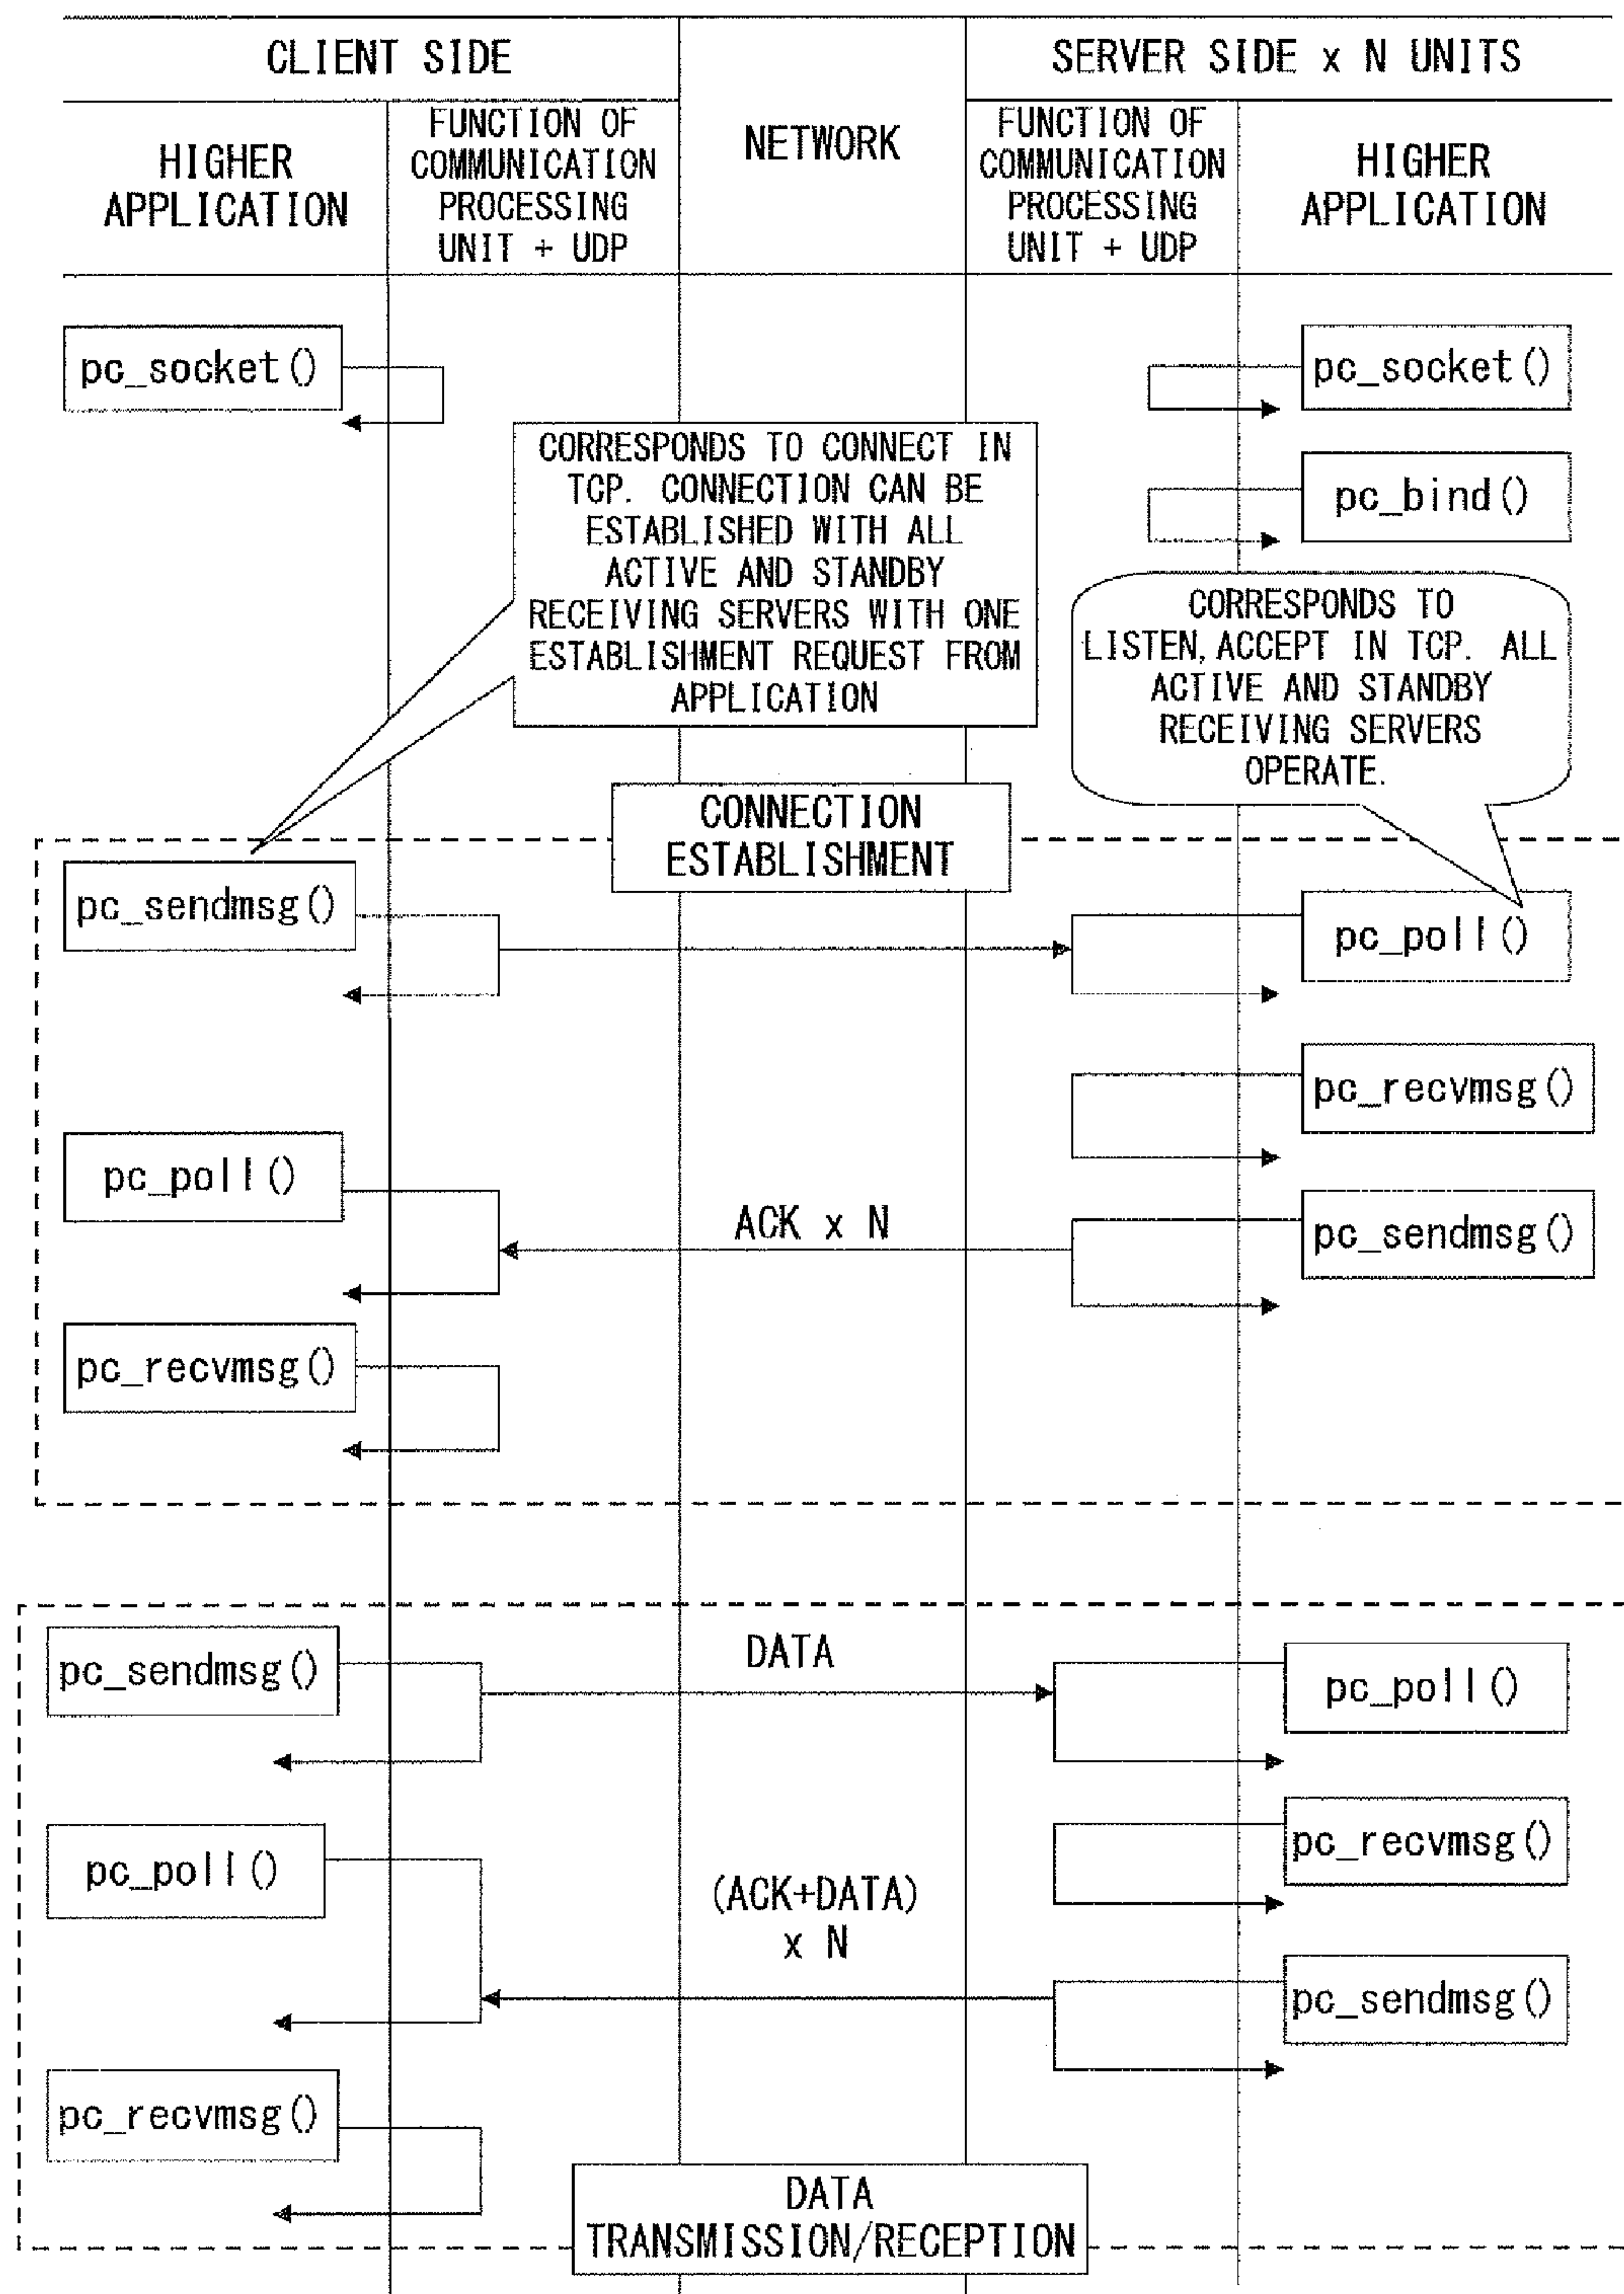 CLIENT SIDE
SERVER SIDE x N UNITS
HIGHER
APPLICATION
FUNCTION OF
COMMUNICATION
PROCESSING
UNIT + UDP
NETWORK
FUNCTION OF
COMMUNICATION
PROCESSING
UNIT + UDP
HIGHER
APPLICATION
pc_socket()
pc_socket()
CORRESPONDS TO CONNECT IN
TCP. CONNECTION CAN BE
ESTABLISHED WITH ALL
ACTIVE AND STANDBY
RECEIVING SERVERS WITH ONE
ESTABLISHMENT REQUEST FROM
APPLICATION
pc_bind()
CORRESPONDS TO
LISTEN, ACCEPT IN TCP. ALL
ACTIVE AND STANDBY
RECEIVING SERVERS
OPERATE.
CONNECTION
ESTABLISHMENT
pc_sendmsg()
pc_poll()
pc_recvmsg()
pc_poll()
ACK x N
pc_sendmsg()
pc_recvmsg()
pc_sendmsg()
DATA
pc_poll()
pc_recvmsg()
pc_poll()
(ACK+DATA)
x N
pc_sendmsg()
pc_recvmsg()
DATA
TRANSMISSION/RECEPTION